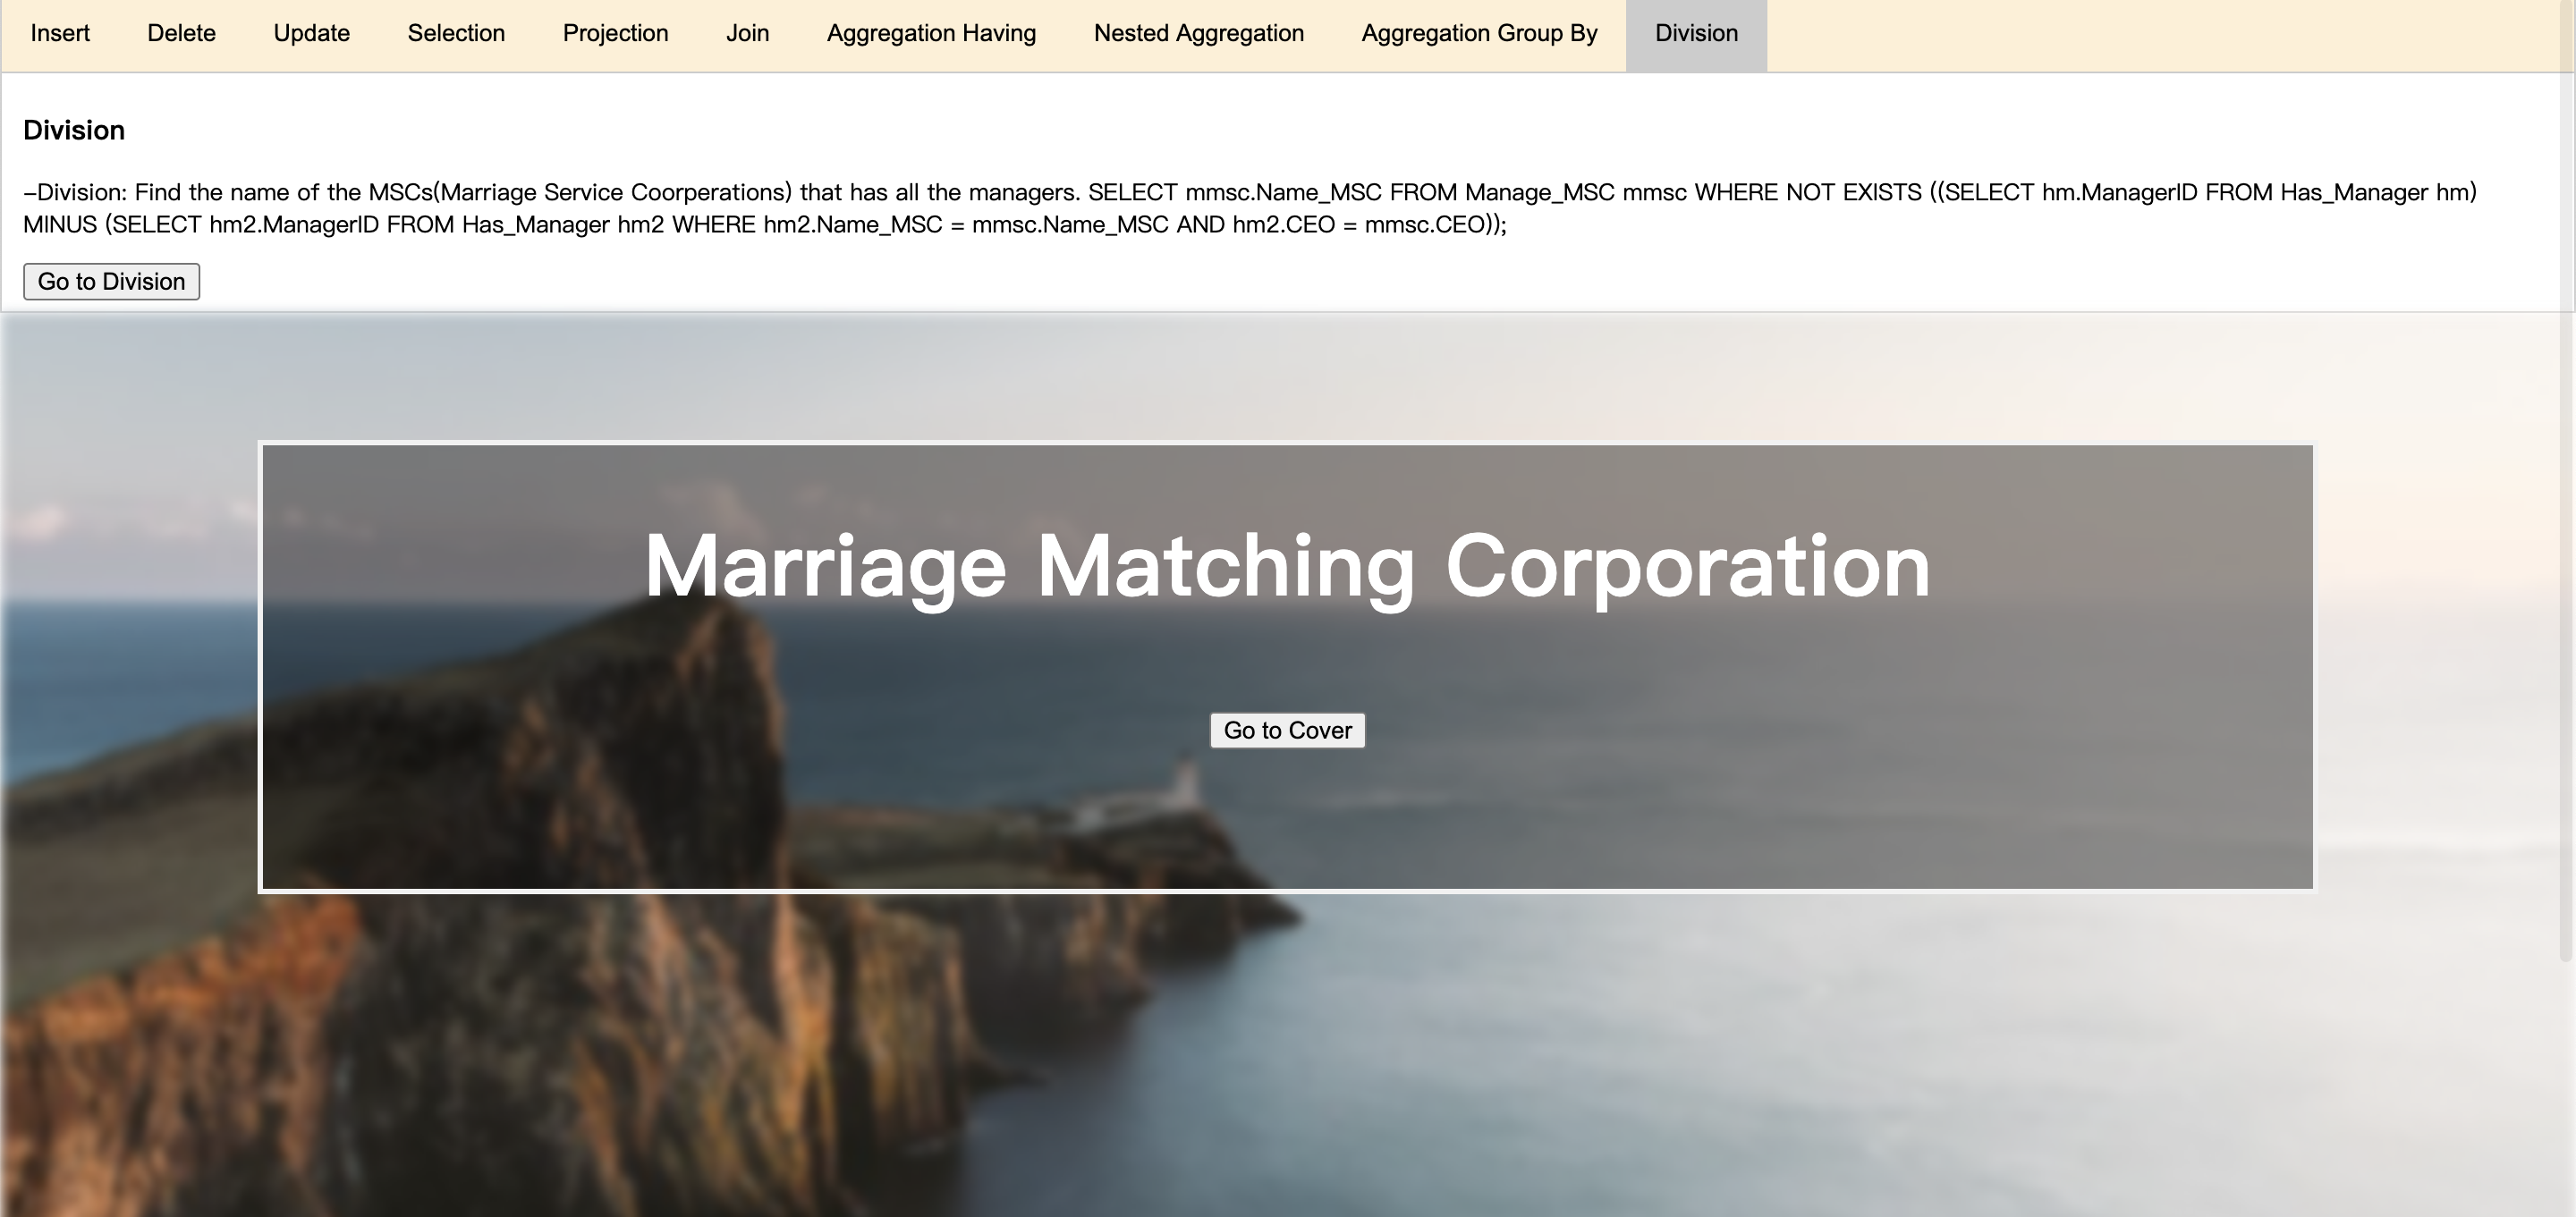 Insert Delete Update Selection Projection Join Aggregation Having Nested Aggregation Aggregation Group By Division
Division
–Division: Find the name of the MSCs(Marriage Service Coorperations) that has all the managers. SELECT mmsc.Name_MSC FROM Manage_MSC mmsc WHERE NOT EXISTS ((SELECT hm.ManagerID FROM Has_Manager hm)
MINUS (SELECT hm2.ManagerID FROM Has_Manager hm2 WHERE hm2.Name_MSC = mmsc.Name_MSC AND hm2.CEO = mmsc.CEO));
Go to Division
Marriage Matching Corporation
Go to Cover